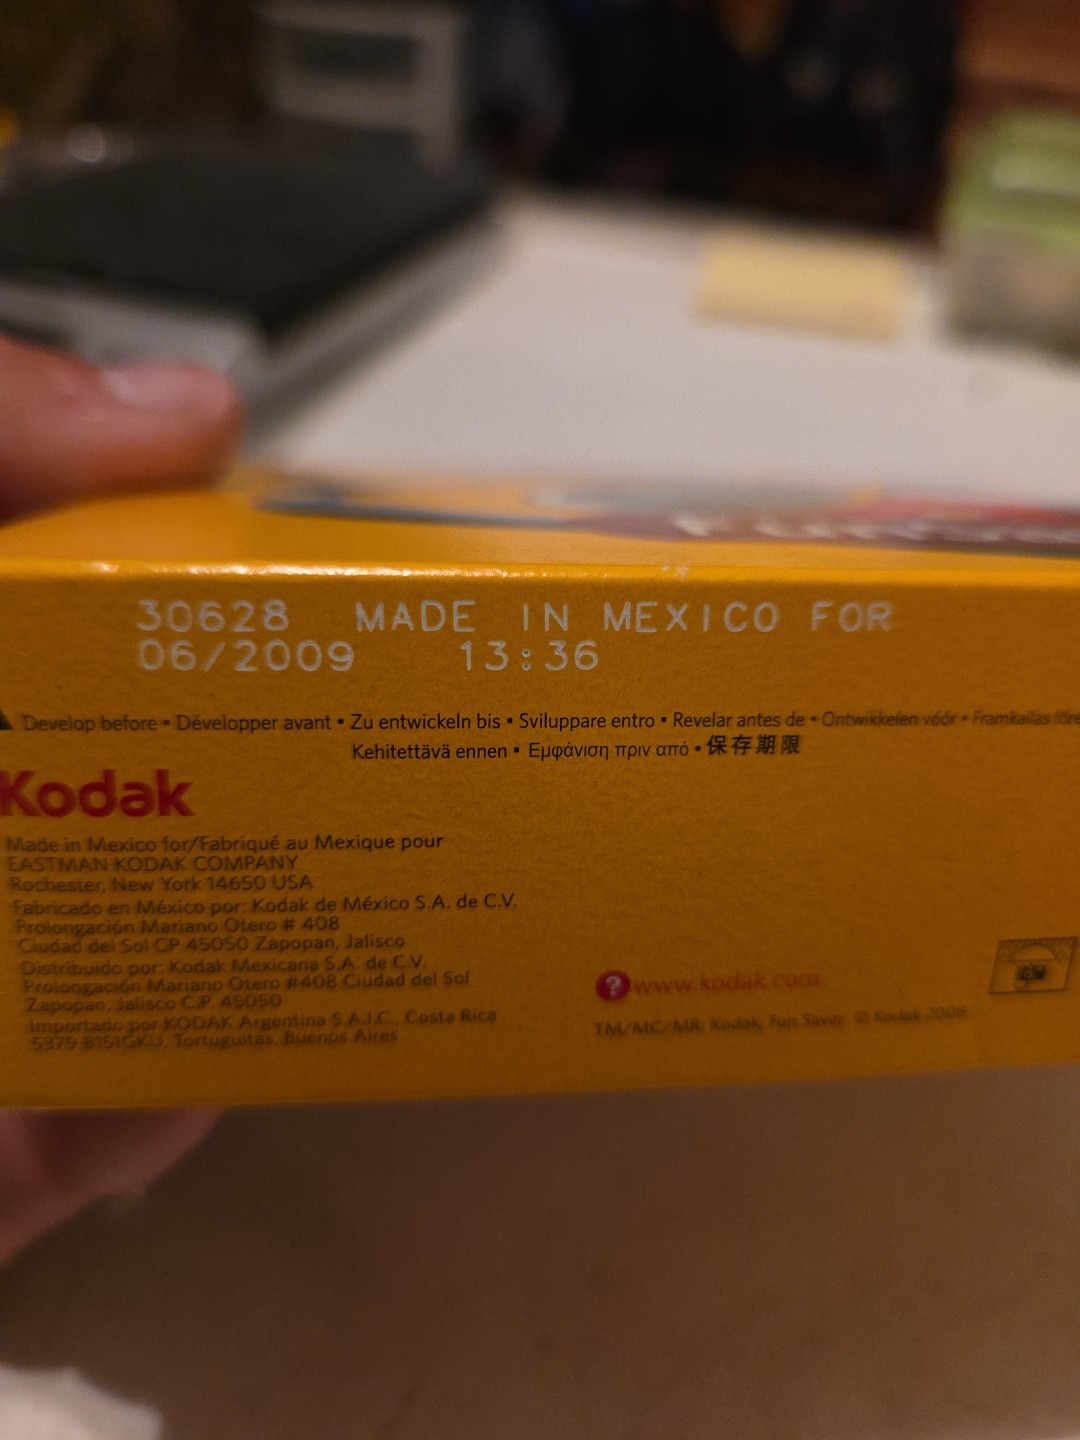 30628 MADE IN MEXICO FOR
06/2009 13:36
Develop before • Développer avant • Zu entwickeln bis • Sviluppare entro • Revelar antes de • Ontwikkelen vóór • Framkallas före
Kehitettävä ennen • Εμφάνιση πριν από • 保存期限
Kodak
Made in Mexico for/Fabriqué au Mexique pour
EASTMAN KODAK COMPANY
Rochester, New York 14650 USA
Fabricado en México por: Kodak de México S.A. de C.V.
Prolongación Mariano Otero # 408
Ciudad del Sol CP 45050 Zapopan, Jalisco
Distribuido por: Kodak Mexicana S.A. de C.V.
Prolongación Mariano Otero #408 Ciudad del Sol
Zapopan, Jalisco C.P. 45050
Importado por KODAK Argentina S.A.I.C., Costa Rica
5379 B151GKU, Tortuguitas, Buenos Aires
? www.kodak.com
TM/MC/MR: Kodak, Fun Saver. © Kodak 2006